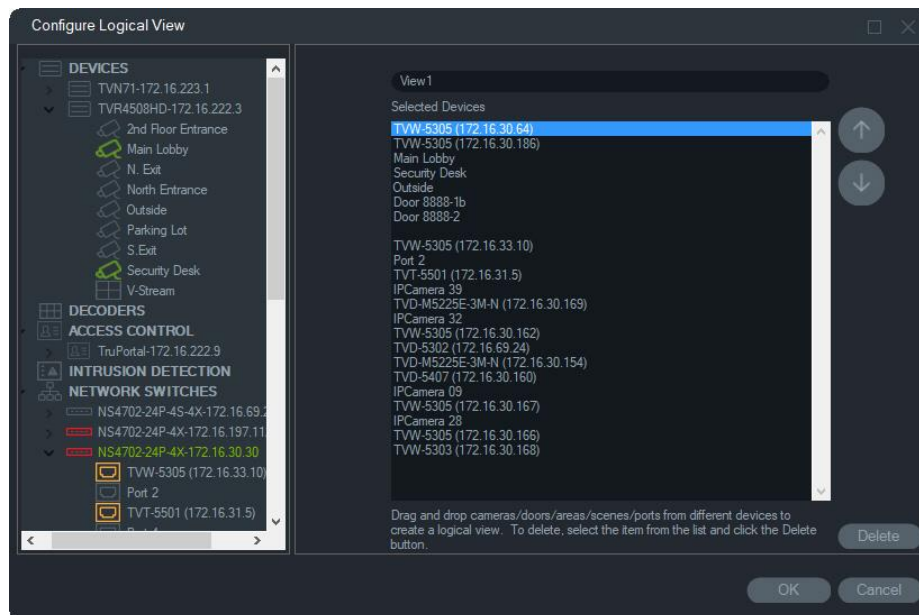 Configure Logical View
DEVICES
TVN71-172.16.223.1
TVR4508HD-172.16.222.3
2nd Floor Entrance
Main Lobby
N. Exit
North Entrance
Outside
Parking Lot
S.Exit
Security Desk
V-Stream
DECODERS
ACCESS CONTROL
TruPortal-172.16.222.9
INTRUSION DETECTION
NETWORK SWITCHES
NS4702-24P-4S-4X-172.16.69.2
NS4702-24P-4X-172.16.197.11
NS4702-24P-4X-172.16.30.30
TVW-5305 (172.16.33.10)
Port 2
TVT-5501 (172.16.31.5)
View1
Selected Devices
TVW-5305 (172.16.30.64)
TVW-5305 (172.16.30.186)
Main Lobby
Security Desk
Outside
Door 8888-1b
Door 8888-2
TVW-5305 (172.16.33.10)
Port 2
TVT-5501 (172.16.31.5)
IPCamera 39
TVD-M5225E-3M-N (172.16.30.169)
IPCamera 32
TVW-5305 (172.16.30.162)
TVD-5302 (172.16.69.24)
TVD-M5225E-3M-N (172.16.30.154)
TVD-5407 (172.16.30.160)
IPCamera 09
TVW-5305 (172.16.30.167)
IPCamera 28
TVW-5305 (172.16.30.166)
TVW-5303 (172.16.30.168)
Drag and drop cameras/doors/areas/scenes/ports from different devices to
create a logical view. To delete, select the item from the list and click the Delete
button.
Delete
OK
Cancel